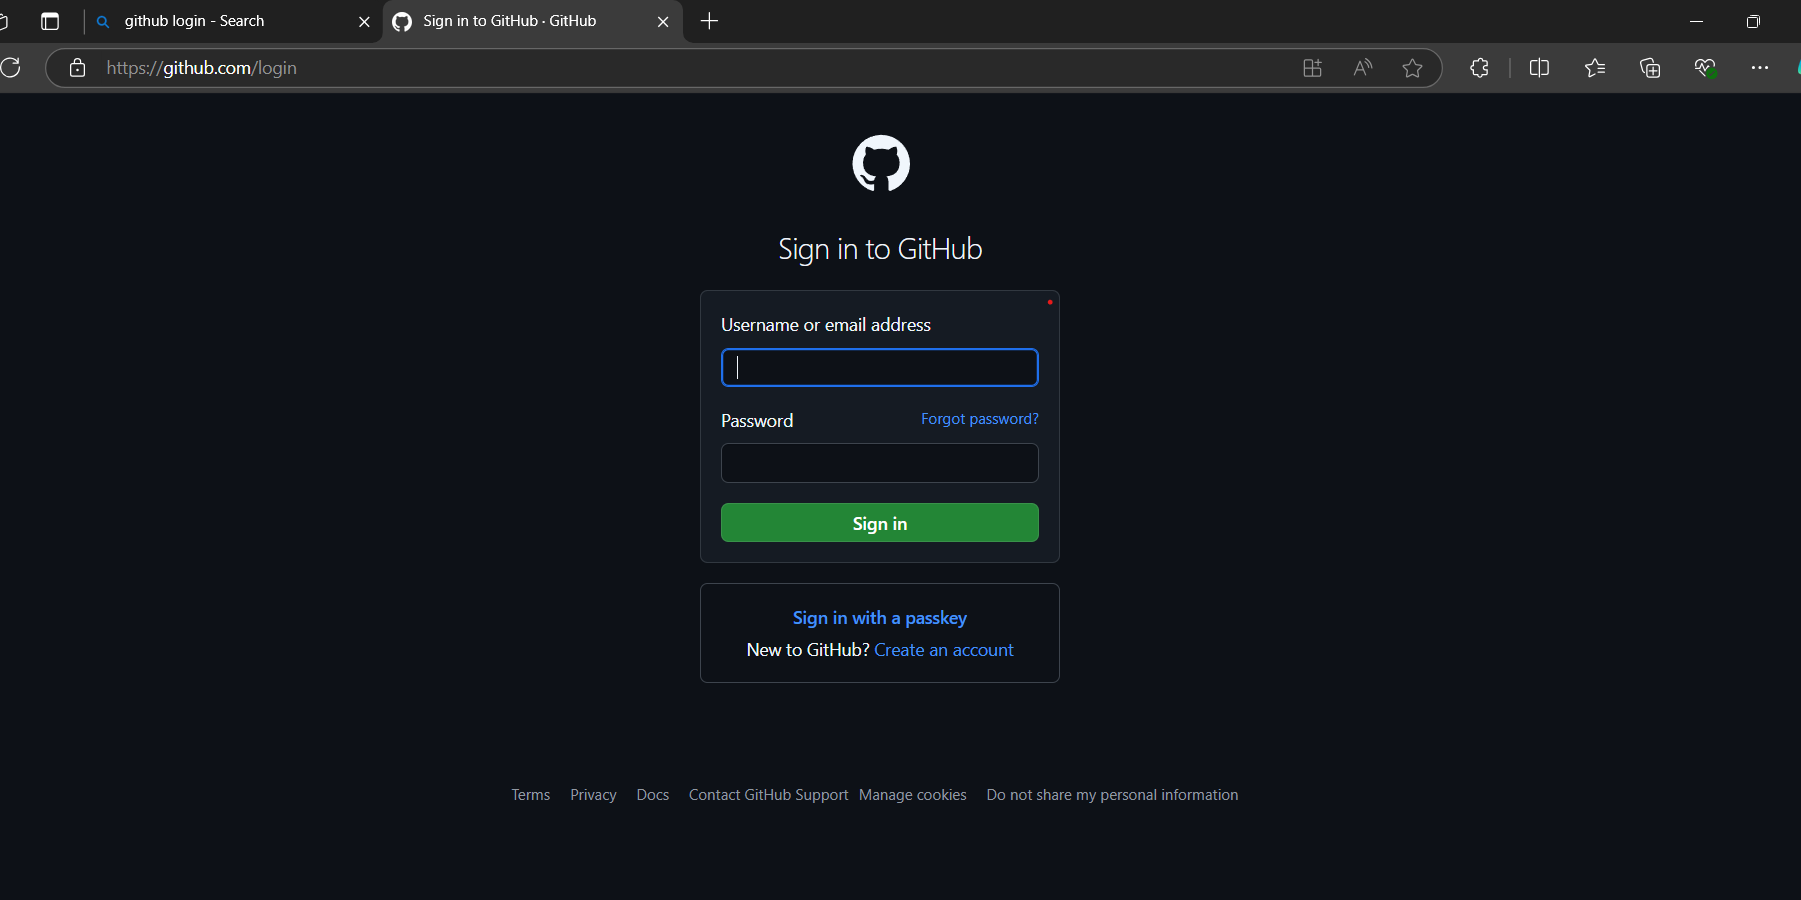 github login - Search
Sign in to GitHub · GitHub
https://github.com/login
Sign in to GitHub
Username or email address
Password
Forgot password?
Sign in
Sign in with a passkey
New to GitHub? Create an account
Terms Privacy Docs Contact GitHub Support Manage cookies Do not share my personal information